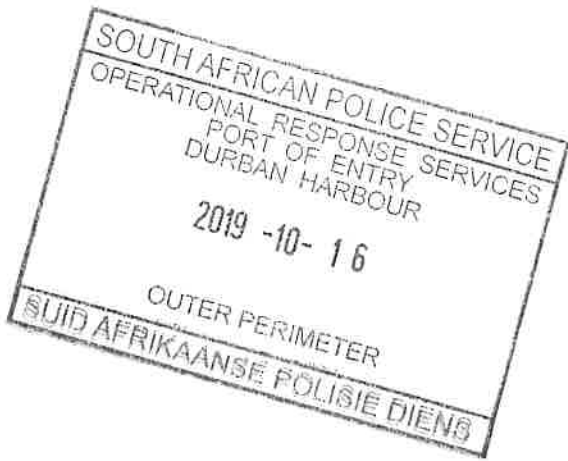 SOUTH AFRICAN POLICE SERVICE
OPERATIONAL RESPONSE SERVICES
PORT OF ENTRY
DURBAN HARBOUR
2019 -10- 16
OUTER PERIMETER
SUID AFRIKAANSE POLISIE DIENS